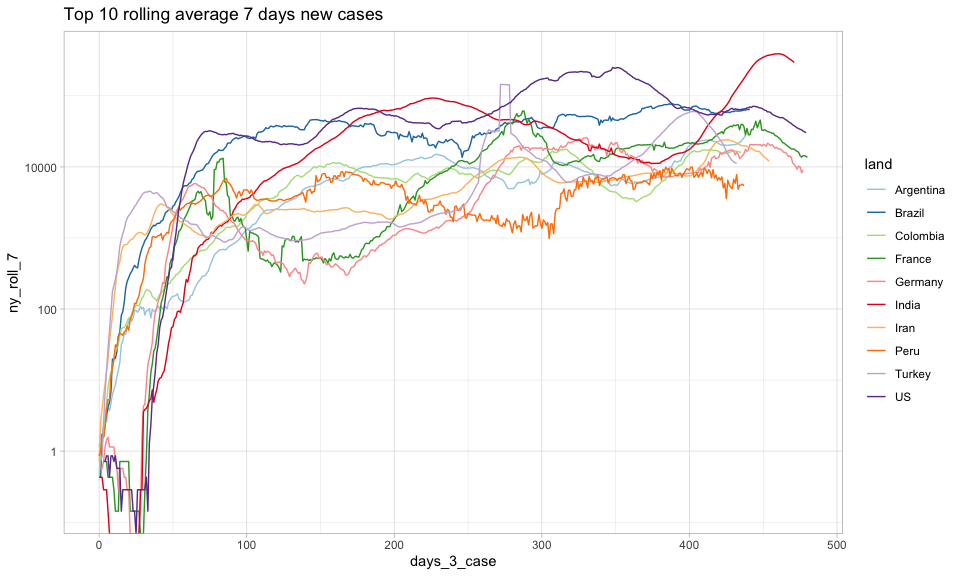 Top 10 rolling average 7 days new cases
ny_roll_7
10000
100
1
0
100
200
300
400
500
days_3_case
land
Argentina
Brazil
Colombia
France
Germany
India
Iran
Peru
Turkey
US